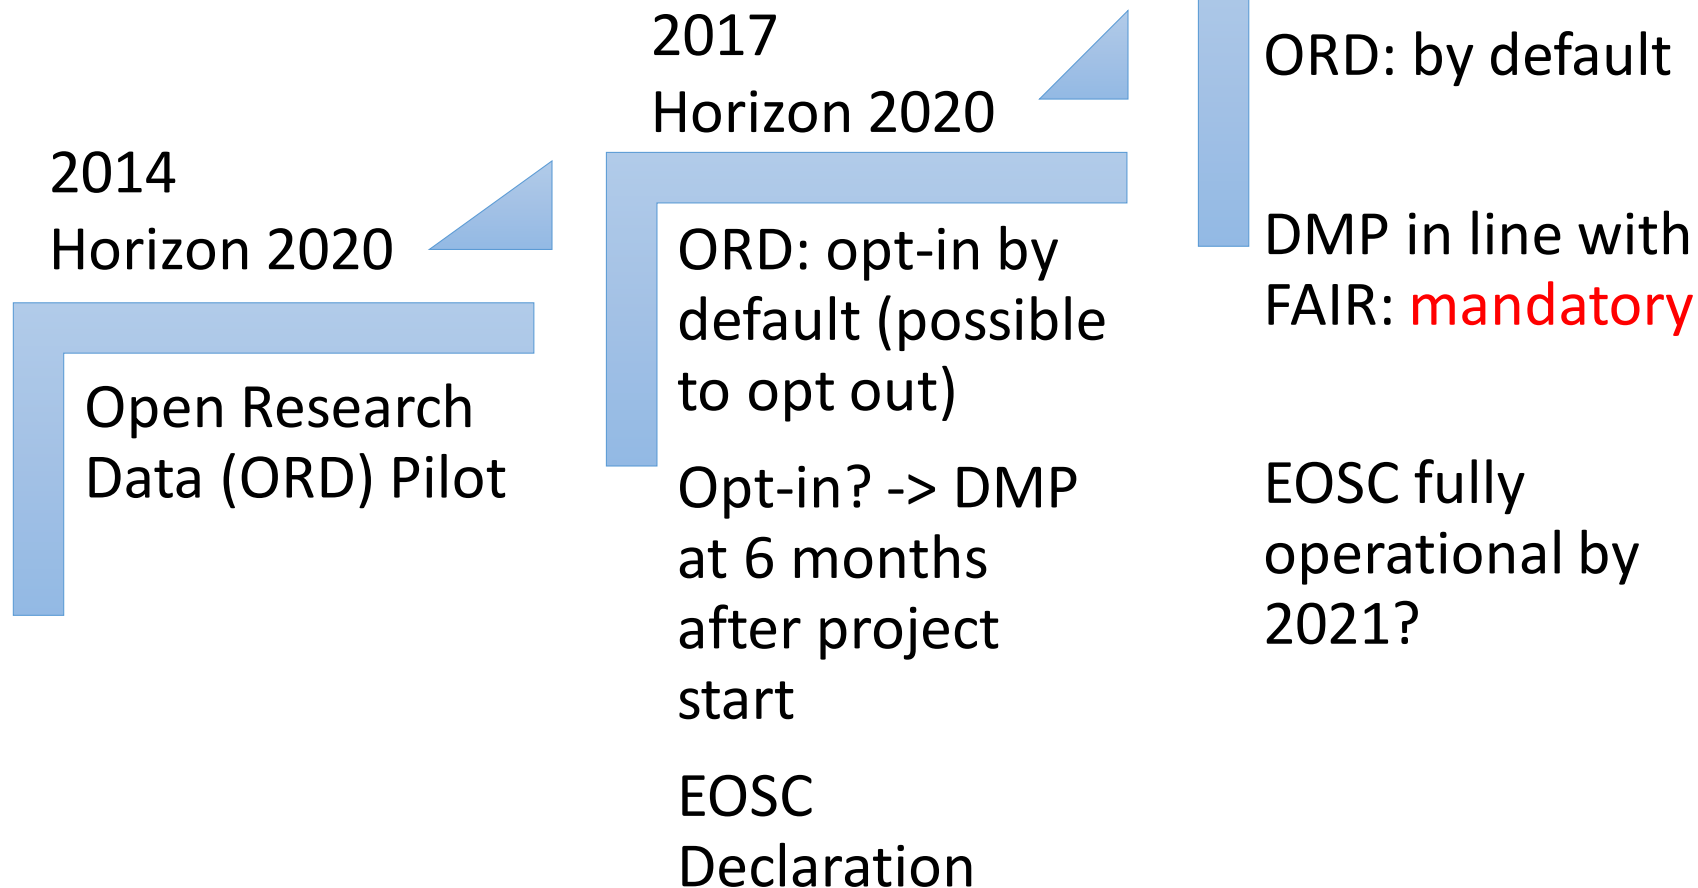 2014
Horizon 2020
Open Research
Data (ORD) Pilot
2017
Horizon 2020
ORD: opt-in by
default (possible
to opt out)
Opt-in? -> DMP
at 6 months
after project
start
EOSC
Declaration
ORD: by default
DMP in line with
FAIR: mandatory
EOSC fully
operational by
2021?